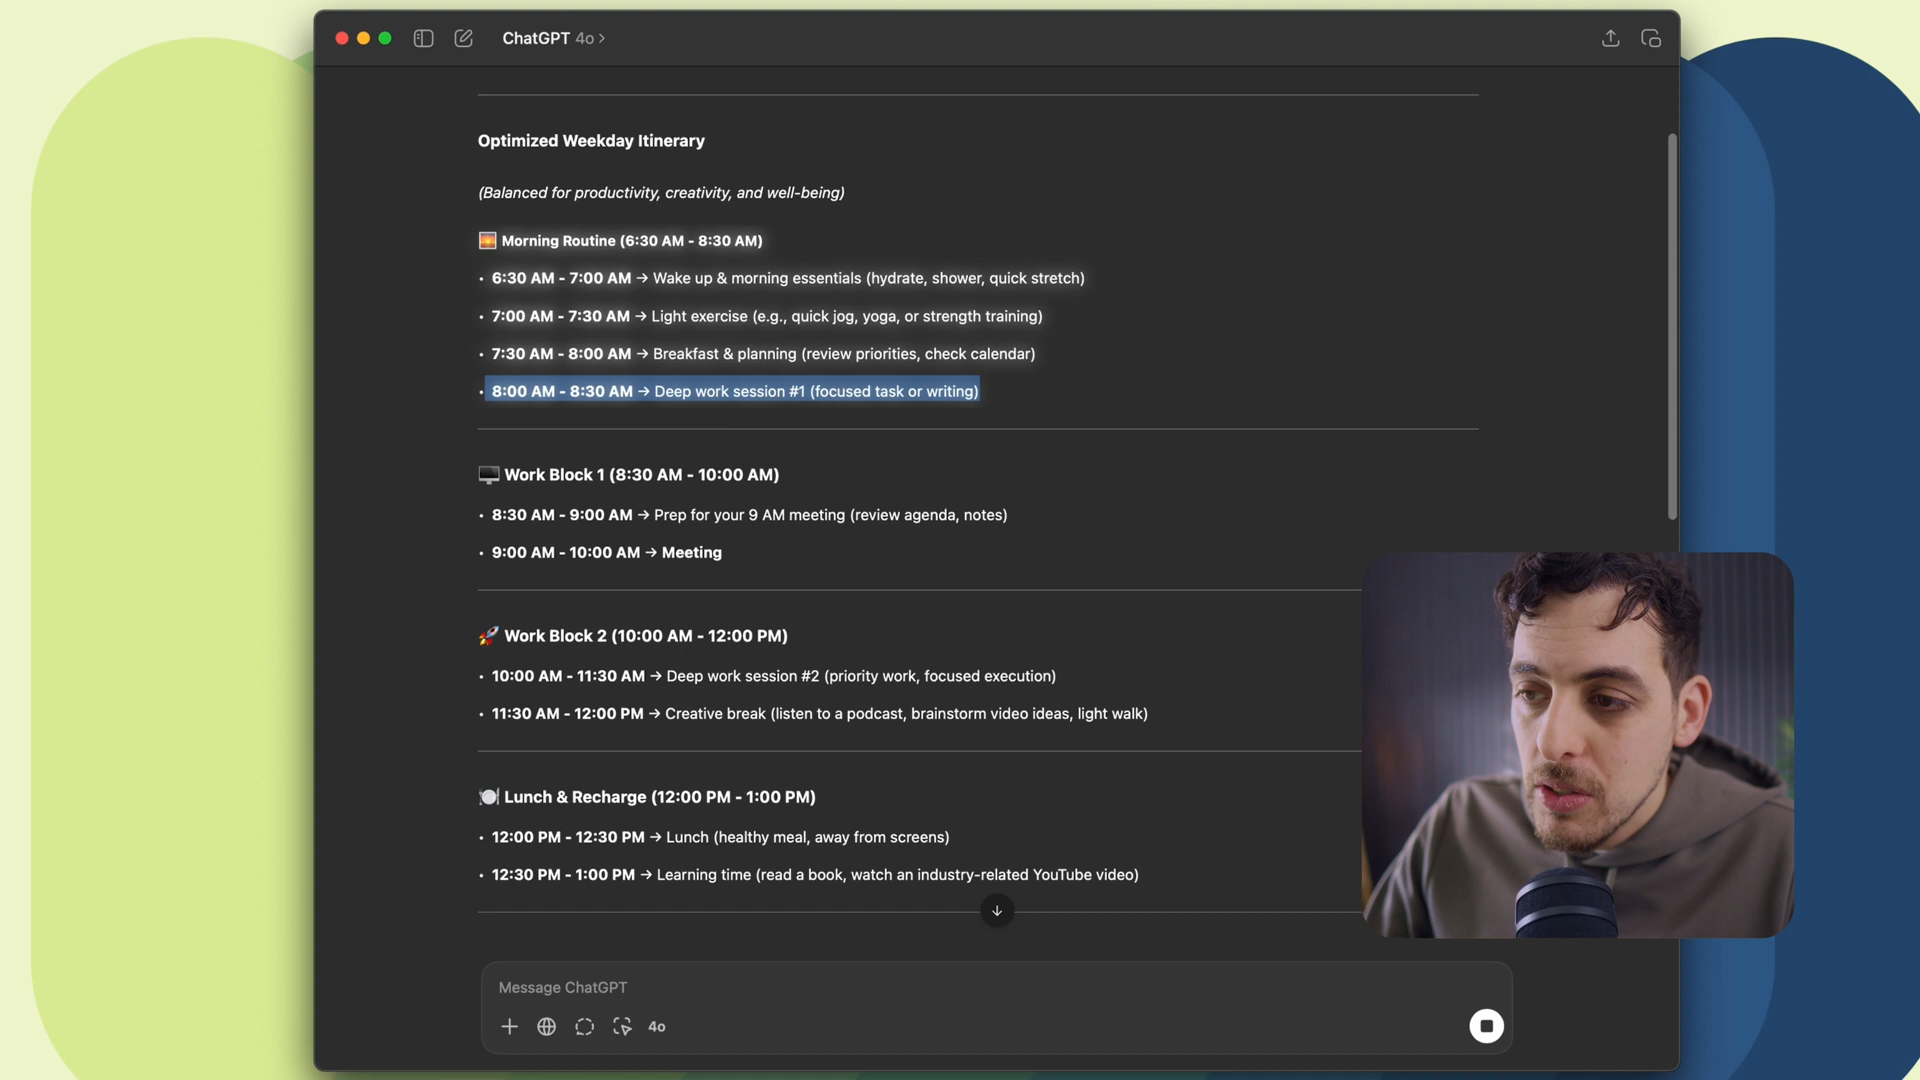 ChatGPT 4o >
Optimized Weekday Itinerary
(Balanced for productivity, creativity, and well-being)
🌅 Morning Routine (6:30 AM - 8:30 AM)
• 6:30 AM - 7:00 AM → Wake up & morning essentials (hydrate, shower, quick stretch)
• 7:00 AM - 7:30 AM → Light exercise (e.g., quick jog, yoga, or strength training)
• 7:30 AM - 8:00 AM → Breakfast & planning (review priorities, check calendar)
• 8:00 AM - 8:30 AM → Deep work session #1 (focused task or writing)
🖥️ Work Block 1 (8:30 AM - 10:00 AM)
• 8:30 AM - 9:00 AM → Prep for your 9 AM meeting (review agenda, notes)
• 9:00 AM - 10:00 AM → Meeting
🚀 Work Block 2 (10:00 AM - 12:00 PM)
• 10:00 AM - 11:30 AM → Deep work session #2 (priority work, focused execution)
• 11:30 AM - 12:00 PM → Creative break (listen to a podcast, brainstorm video ideas, light walk)
🍽️ Lunch & Recharge (12:00 PM - 1:00 PM)
• 12:00 PM - 12:30 PM → Lunch (healthy meal, away from screens)
• 12:30 PM - 1:00 PM → Learning time (read a book, watch an industry-related YouTube video)
Message ChatGPT
4o